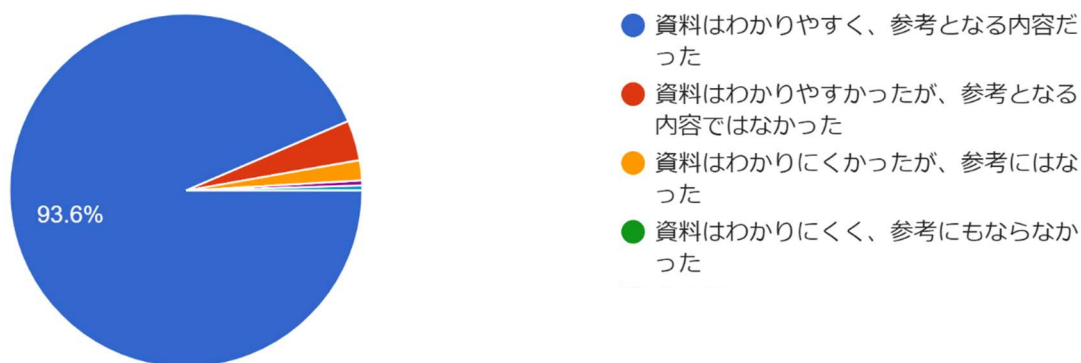 93.6%
資料はわかりやすく、参考となる内容だ
った
資料はわかりやすかったが、参考となる
内容ではなかった
資料はわかりにくかったが、参考にはな
った
資料はわかりにくく、参考にもならなか
った